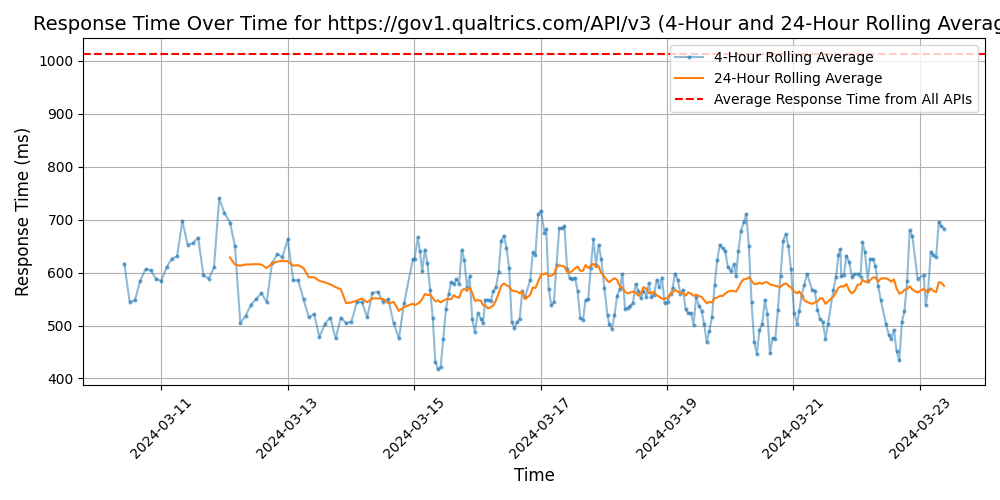 Response Time Over Time for https://gov1.qualtrics.com/API/v3 (4-Hour and 24-Hour Rolling Averag
4-Hour Rolling Average
24-Hour Rolling Average
Average Response Time from All APIs
Response Time (ms)
1000
900
800
700
600
500
400
2024-03-11
2024-03-13
2024-03-15
2024-03-17
2024-03-19
2024-03-21
2024-03-23
Time